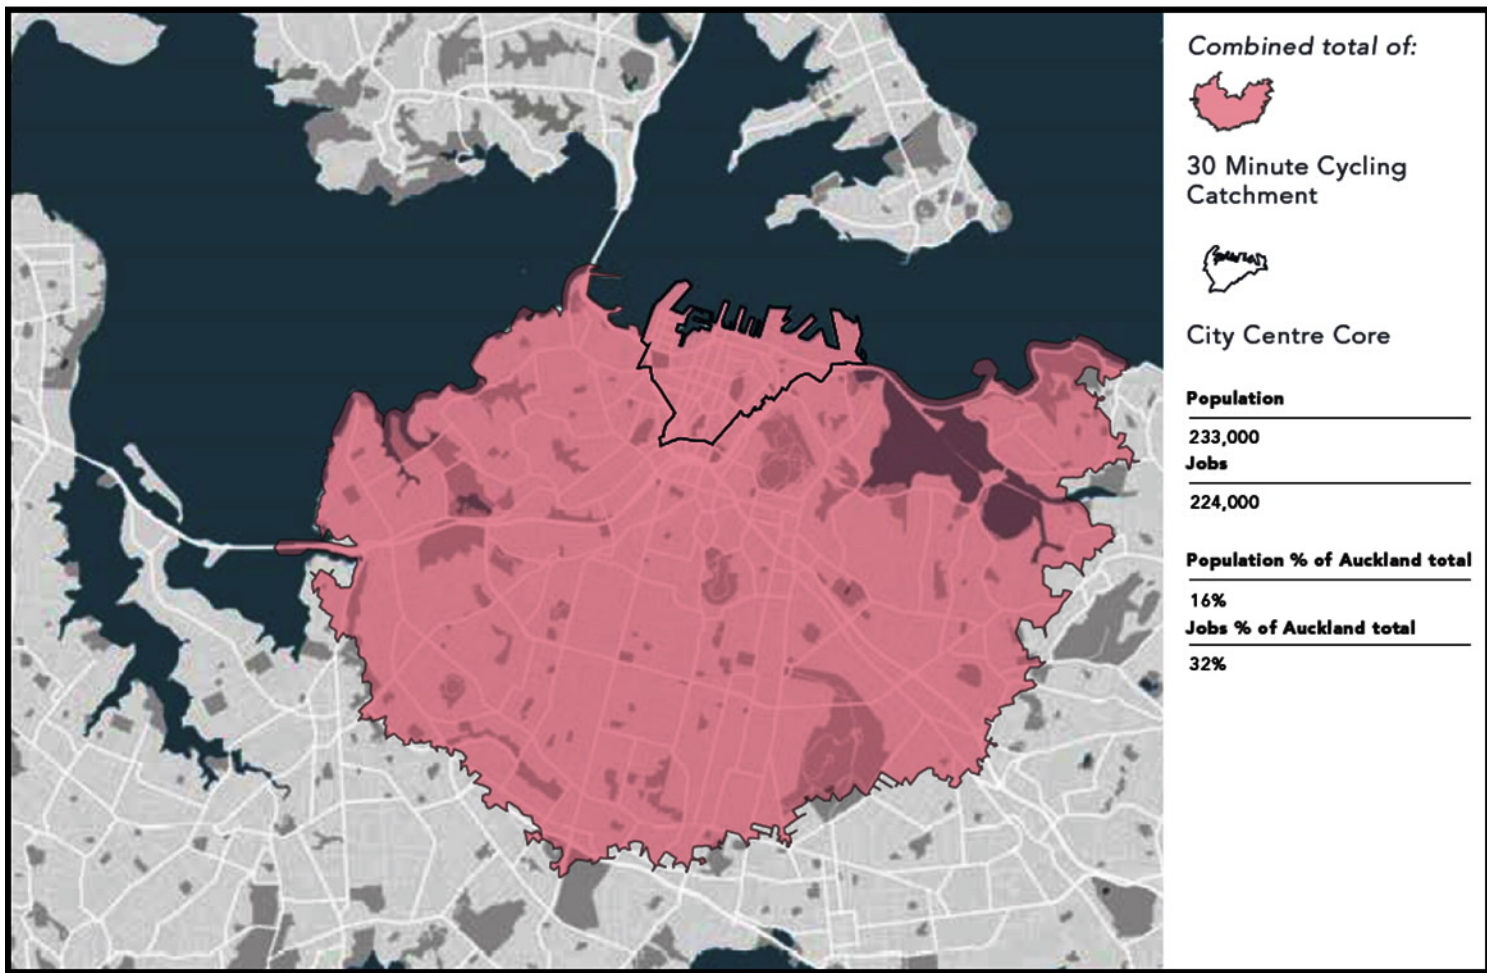 Combined total of:
30 Minute Cycling
Catchment
City Centre Core
Population
233,000
Jobs
224,000
Population % of Auckland total
16%
Jobs % of Auckland total
32%